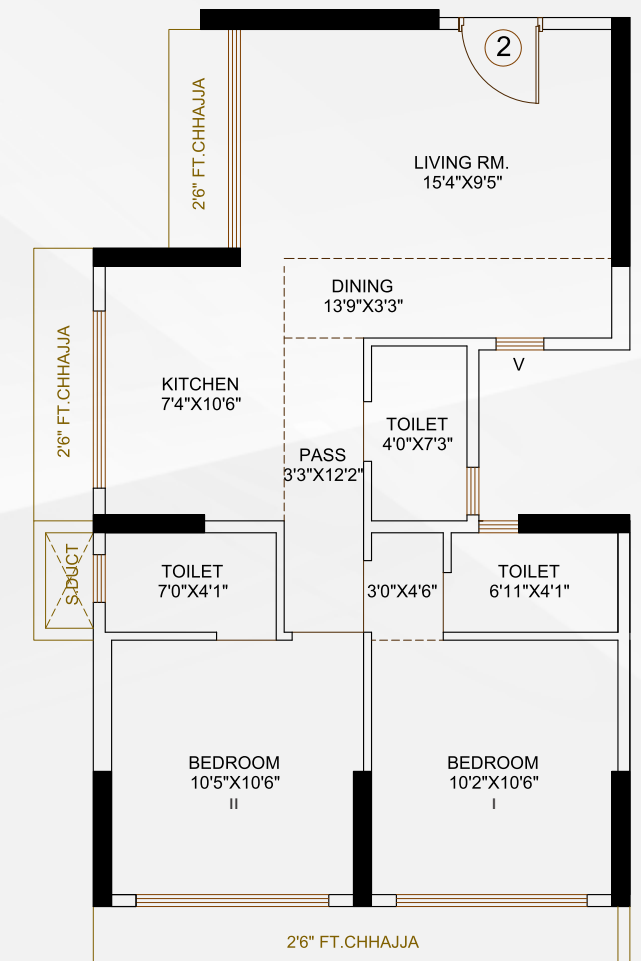 2
2'6" FT.CHHAJJA
LIVING RM.
15'4"X9'5"
DINING
13'9"X3'3"
2'6" FT.CHHAJJA
KITCHEN
7'4"X10'6"
V
TOILET
4'0"X7'3"
PASS
3'3"X12'2"
S.DUCT
TOILET
7'0"X4'1"
3'0"X4'6"
TOILET
6'11"X4'1"
BEDROOM
10'5"X10'6"
II
BEDROOM
10'2"X10'6"
I
2'6" FT.CHHAJJA